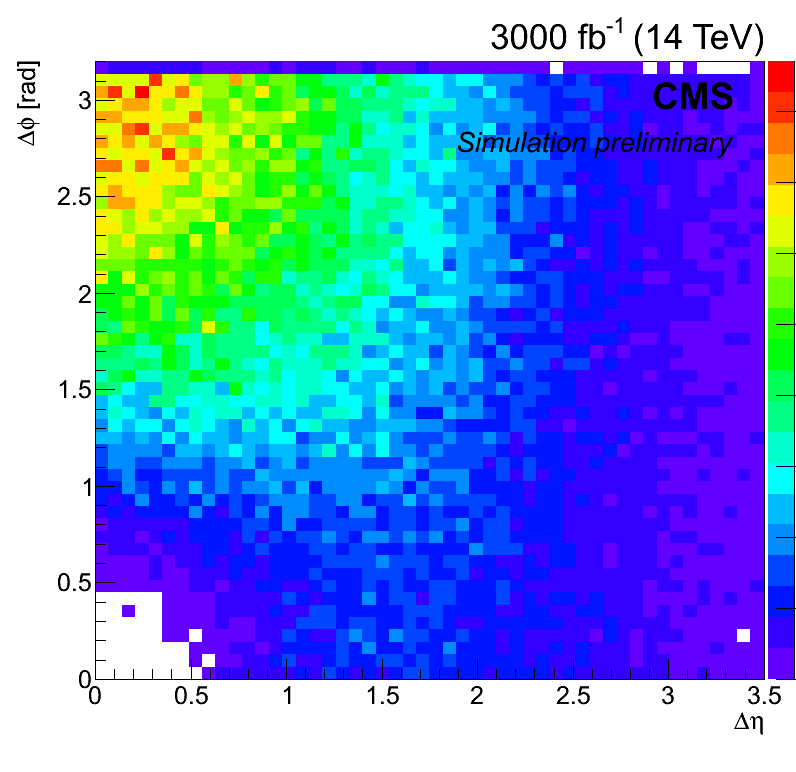 3000 fb-1 (14 TeV)
Δϕ [rad]
CMS
Simulation preliminary
3
2.5
2
1.5
1
0.5
0
0 0.5 1 1.5 2 2.5 3 3.5
Δη